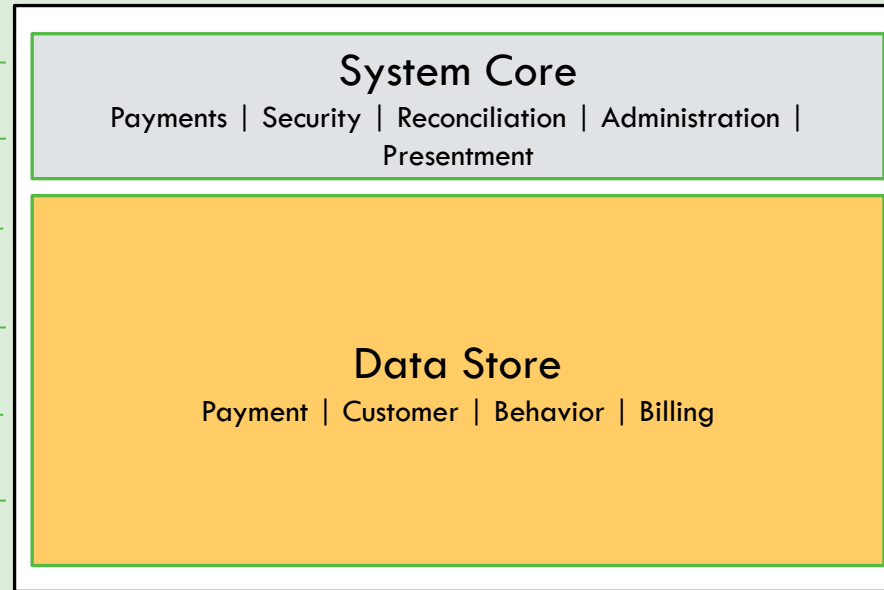 System Core
Payments | Security | Reconciliation | Administration |
Presentment
Data Store
Payment | Customer | Behavior | Billing